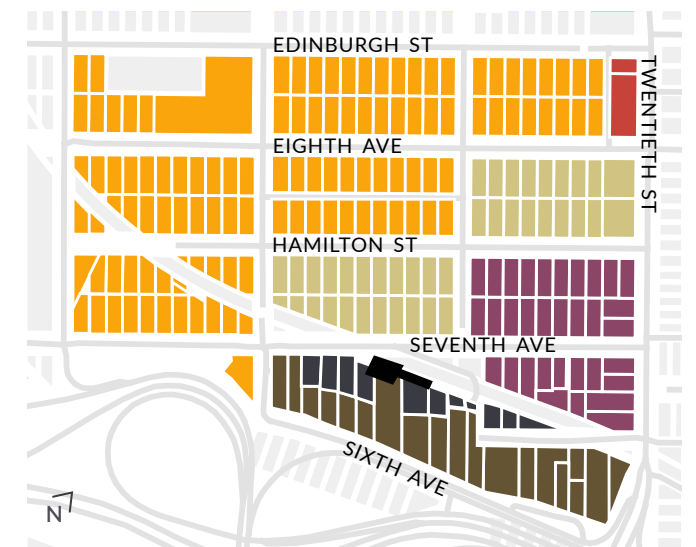 EDINBURGH ST
TWENTIETH ST
EIGHTH AVE
HAMILTON ST
SEVENTH AVE
SIXTH AVE
N